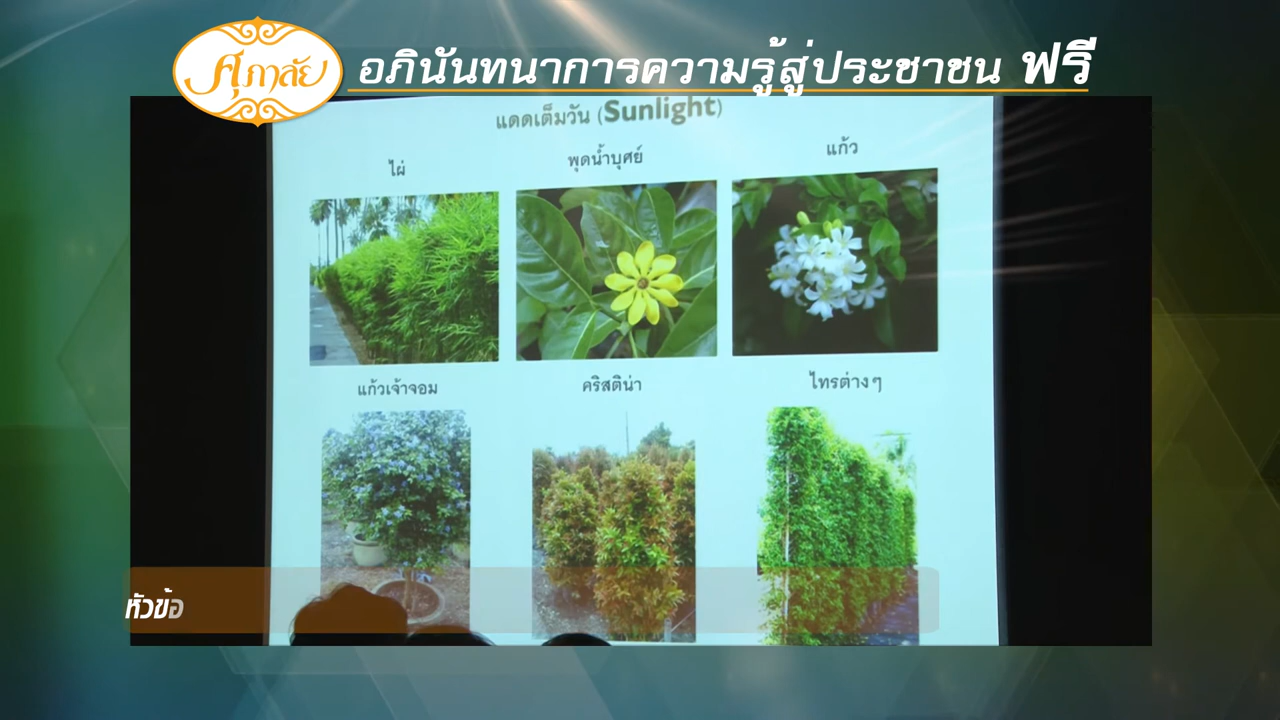 ศุภาลัย
อภินันทนาการความรู้สู่ประชาชน ฟรี
แดดเต็มวัน (Sunlight)
ไผ่
พุดน้ำบุศย์
แก้ว
แก้วเจ้าจอม
คริสติน่า
ไทรต่างๆ
หัวข้อ